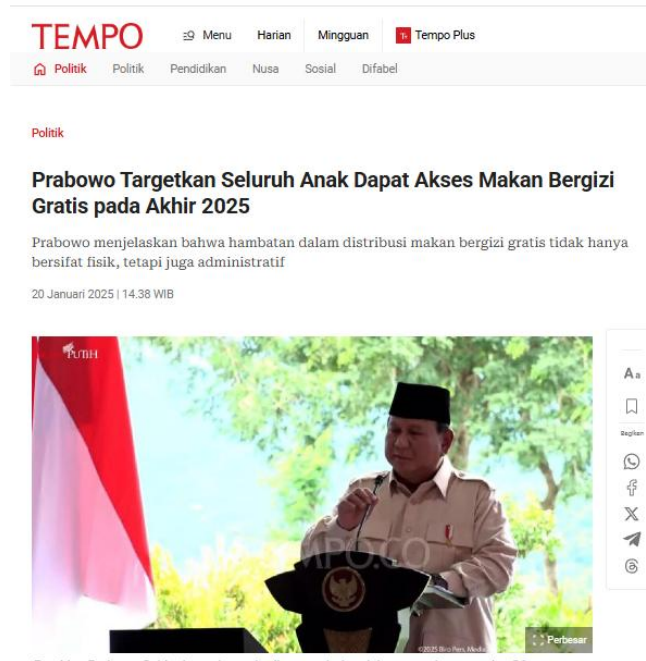 TEMPO
Menu Harian Mingguan Tempo Plus
Politik Politik Pendidikan Nusa Sosial Difabel
Politik
Prabowo Targetkan Seluruh Anak Dapat Akses Makan Bergizi
Gratis pada Akhir 2025
Prabowo menjelaskan bahwa hambatan dalam distribusi makan bergizi gratis tidak hanya
bersifat fisik, tetapi juga administratif
20 Januari 2025 | 14.38 WIB
PUTIH
Aa
Bagikan
TEMPO.CO
Perbesar
©2025 Biro Pers, Media